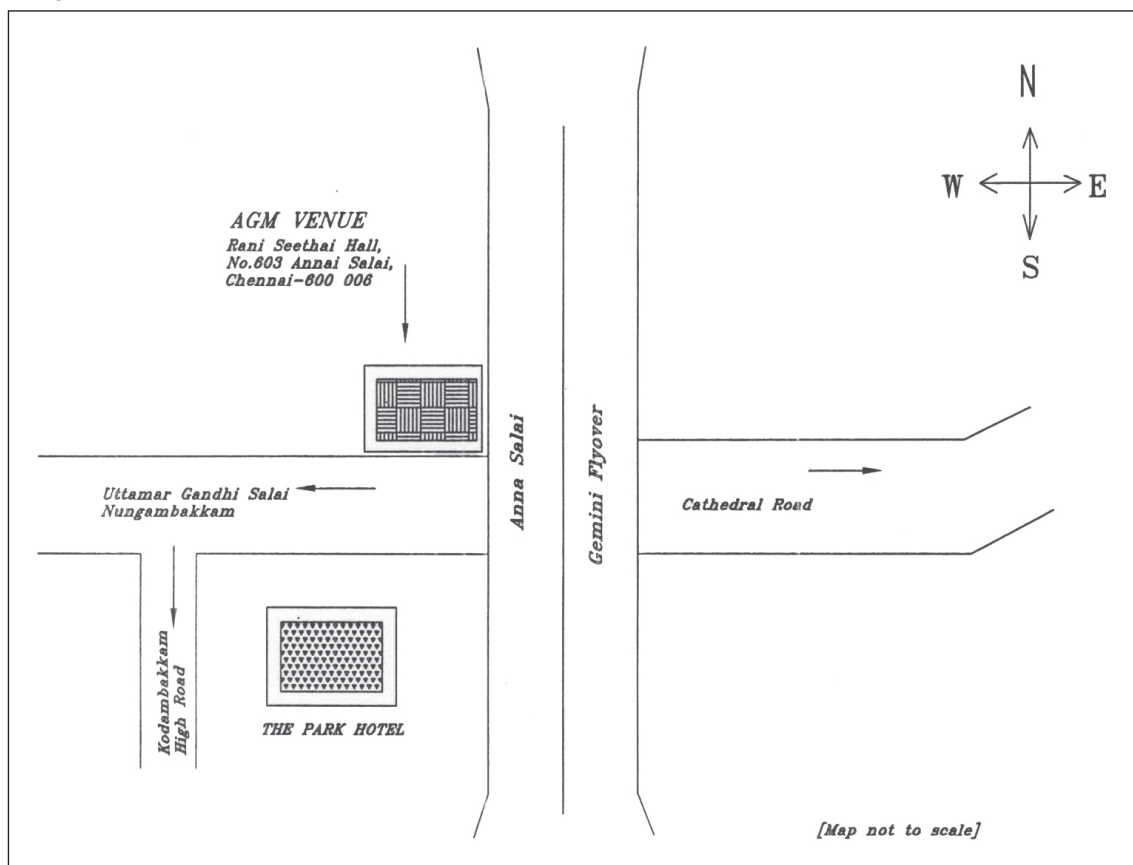 N
W E
S
AGM VENUE
Rani Seethai Hall,
No.603 Annai Salai,
Chennai-600 006
Anna Salai
Gemini Flyover
Uttamar Gandhi Salai
Nungambakkam
Cathedral Road
Kodambakkam
High Road
THE PARK HOTEL
[Map not to scale]